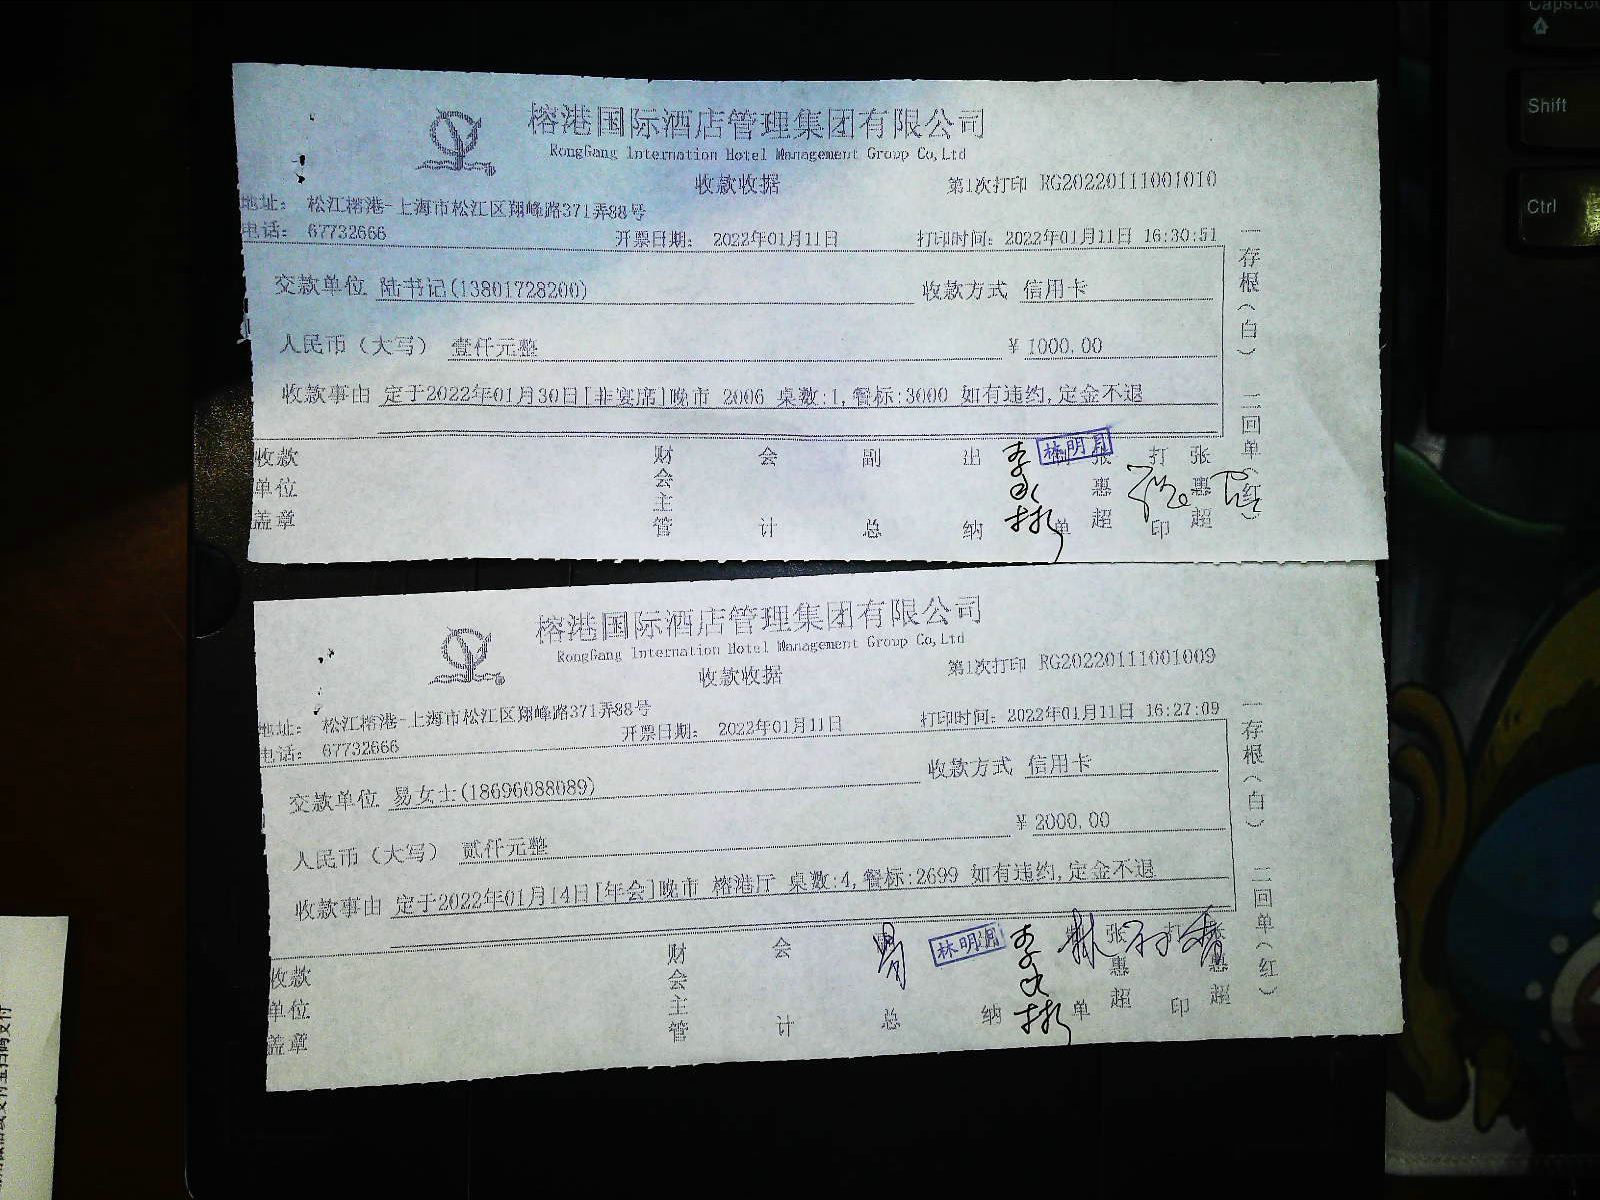 榕港国际酒店管理集团有限公司
RongGang Internation Hotel Management Group Co,Ltd
收款收据
第1次打印 RG20220111001010
地址： 松江榕港-上海市松江区翔峰路371弄88号
电话： 67732666
开票日期： 2022年01月11日
打印时间：2022年01月11日 16:30:51
交款单位 陆书记(13801728200)
收款方式 信用卡
人民币（大写） 壹仟元整
¥ 1000.00
收款事由 定于2022年01月30日[非宴席]晚市 2006 桌数:1,餐标:3000 如有违约,定金不退
一存根（白） 二回单（红）
收款单位盖章
财会主管
会计
副总
出纳
李永彬
林明月
单
张惠超
打印
张惠超
榕港国际酒店管理集团有限公司
RongGang Internation Hotel Management Group Co,Ltd
收款收据
第1次打印 RG20220111001009
地址： 松江榕港-上海市松江区翔峰路371弄88号
电话： 67732666
开票日期： 2022年01月11日
打印时间：2022年01月11日 16:27:09
交款单位 易女士(18696088089)
收款方式 信用卡
人民币（大写） 贰仟元整
¥ 2000.00
收款事由 定于2022年01月14日[年会]晚市 榕港厅 桌数:4,餐标:2699 如有违约,定金不退
一存根（白） 二回单（红）
收款单位盖章
财会主管
会计
总
林明月
纳
李永彬
单
张惠超
打印
张惠超
CapsLock
Shift
Ctrl